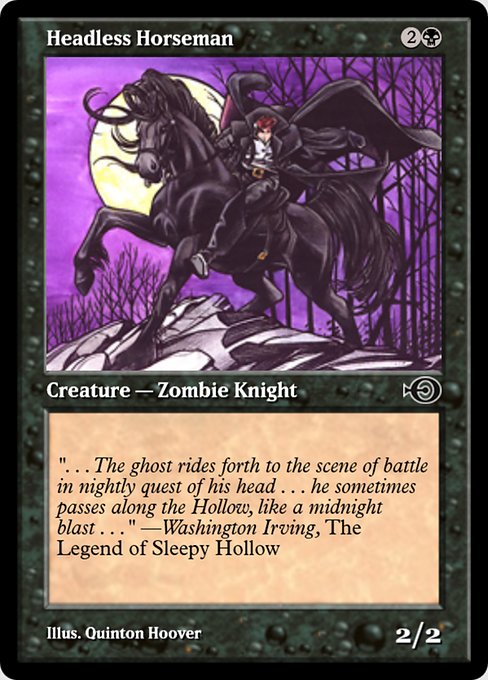 Headless Horseman 2
Creature — Zombie Knight
". . . The ghost rides forth to the scene of battle
in nightly quest of his head . . . he sometimes
passes along the Hollow, like a midnight
blast . . ." —Washington Irving, The
Legend of Sleepy Hollow
Illus. Quinton Hoover
2/2